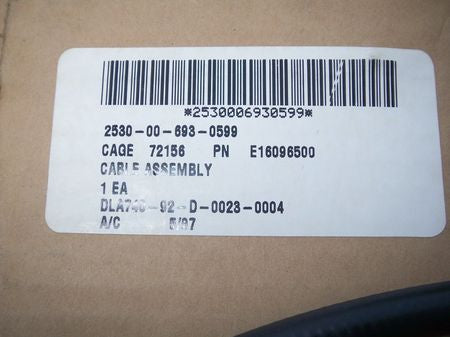 *2530006930599*
2530-00-693-0599
CAGE 72156 PN E16096500
CABLE ASSEMBLY
1 EA
DLA740-92-D-0023-0004
A/C 5/97